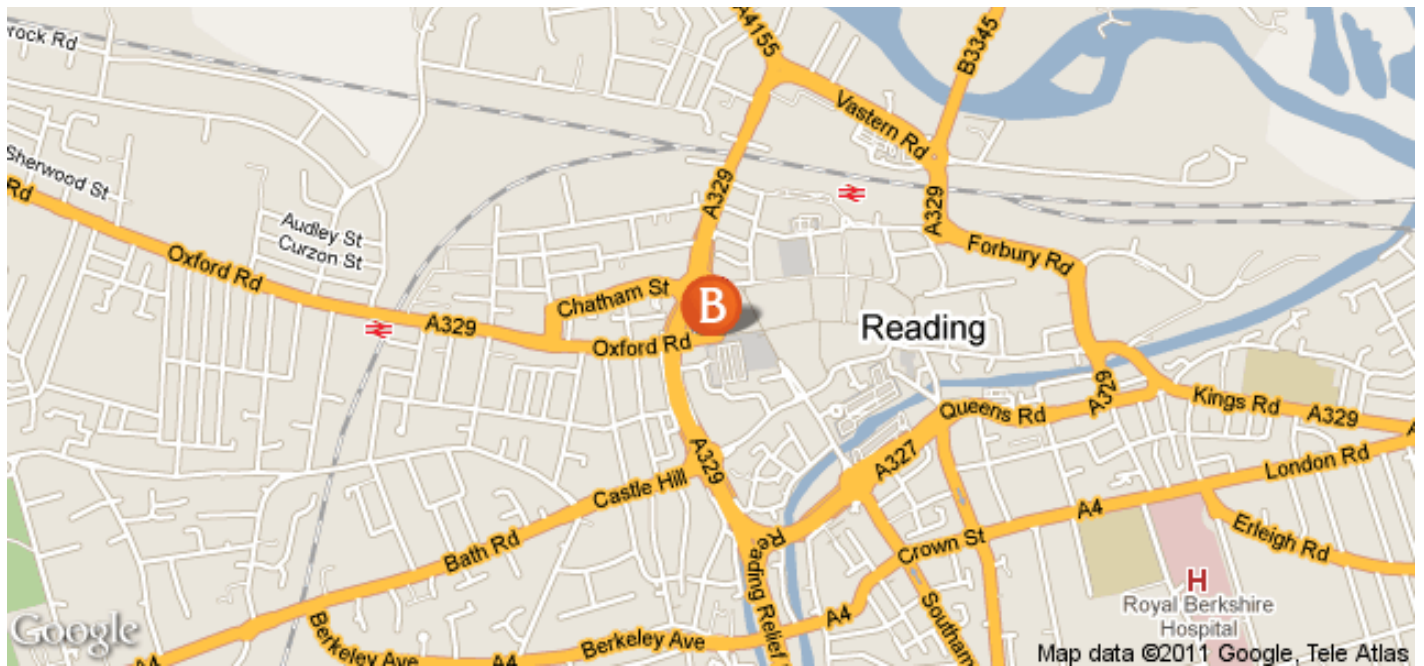 rock Rd
A4155
B3345
Vastern Rd
Sherwood St
Rd
A329
A329
Audley St
Curzon St
Oxford Rd
Forbury Rd
Chatham St
B
A329
Oxford Rd
Reading
A329
Queens Rd
Kings Rd
A329
A329
A327
Castle Hill
London Rd
Bath Rd
A4
Crown St
Erleigh Rd
Reading Relief
H
Royal Berkshire
Hospital
Southam
A4
Berkeley Ave
Berkeley Ave
A4
Google
Map data ©2011 Google, Tele Atlas